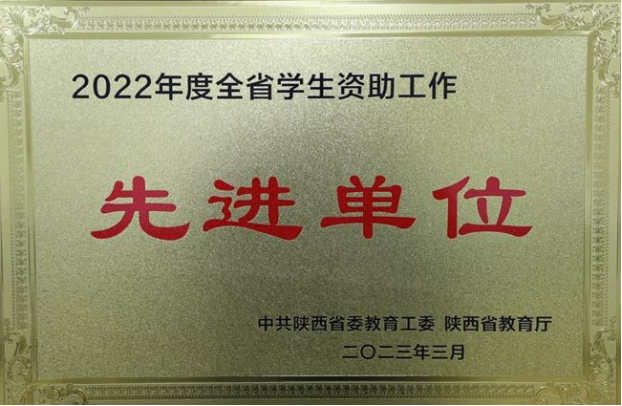 2022年度全省学生资助工作
先进单位
中共陕西省委教育工委 陕西省教育厅
二〇二三年三月